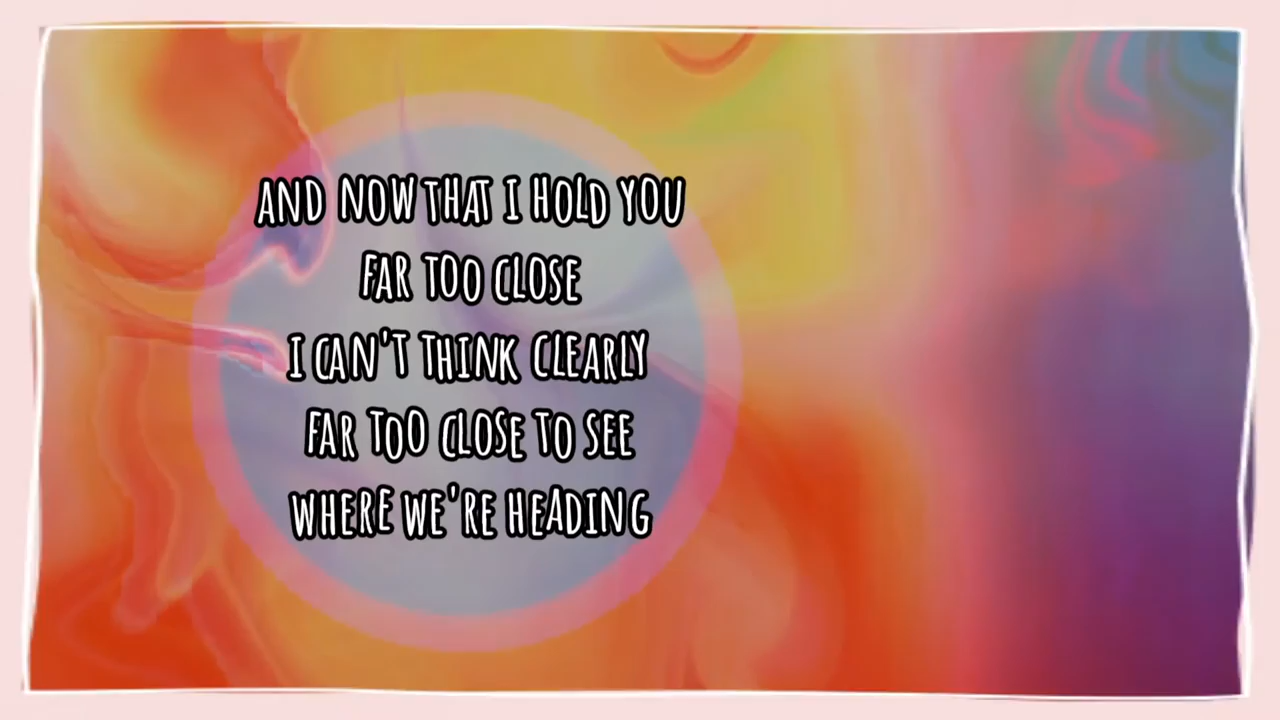 AND NOW THAT I HOLD YOU
FAR TOO CLOSE
I CAN'T THINK CLEARLY
FAR TOO CLOSE TO SEE
WHERE WE'RE HEADING